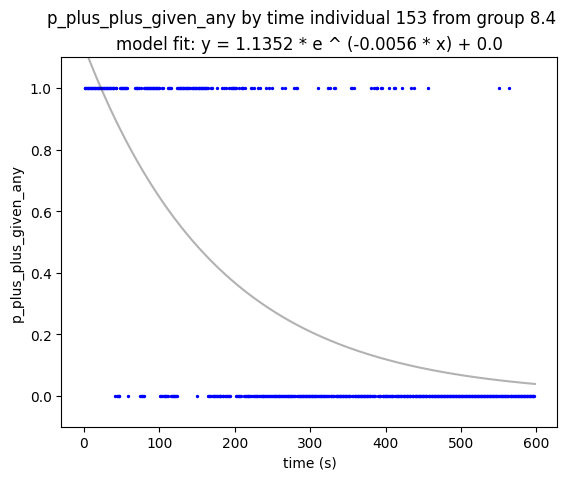 p_plus_plus_given_any by time individual 153 from group 8.4
model fit: y = 1.1352 * e ^ (-0.0056 * x) + 0.0
1.0
0.8
0.6
0.4
0.2
0.0
p_plus_plus_given_any
0 100 200 300 400 500 600
time (s)